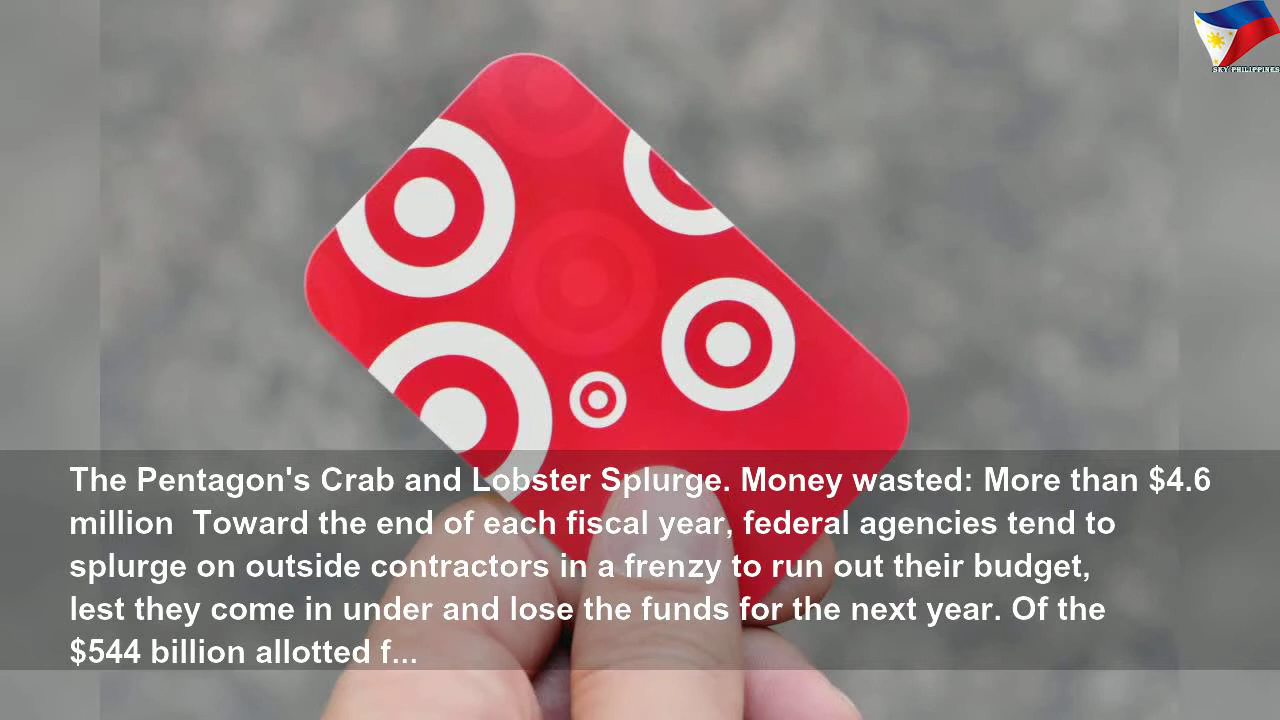 SKY PHILIPPINES
The Pentagon's Crab and Lobster Splurge. Money wasted: More than $4.6
million  Toward the end of each fiscal year, federal agencies tend to
splurge on outside contractors in a frenzy to run out their budget,
lest they come in under and lose the funds for the next year. Of the
$544 billion allotted f...